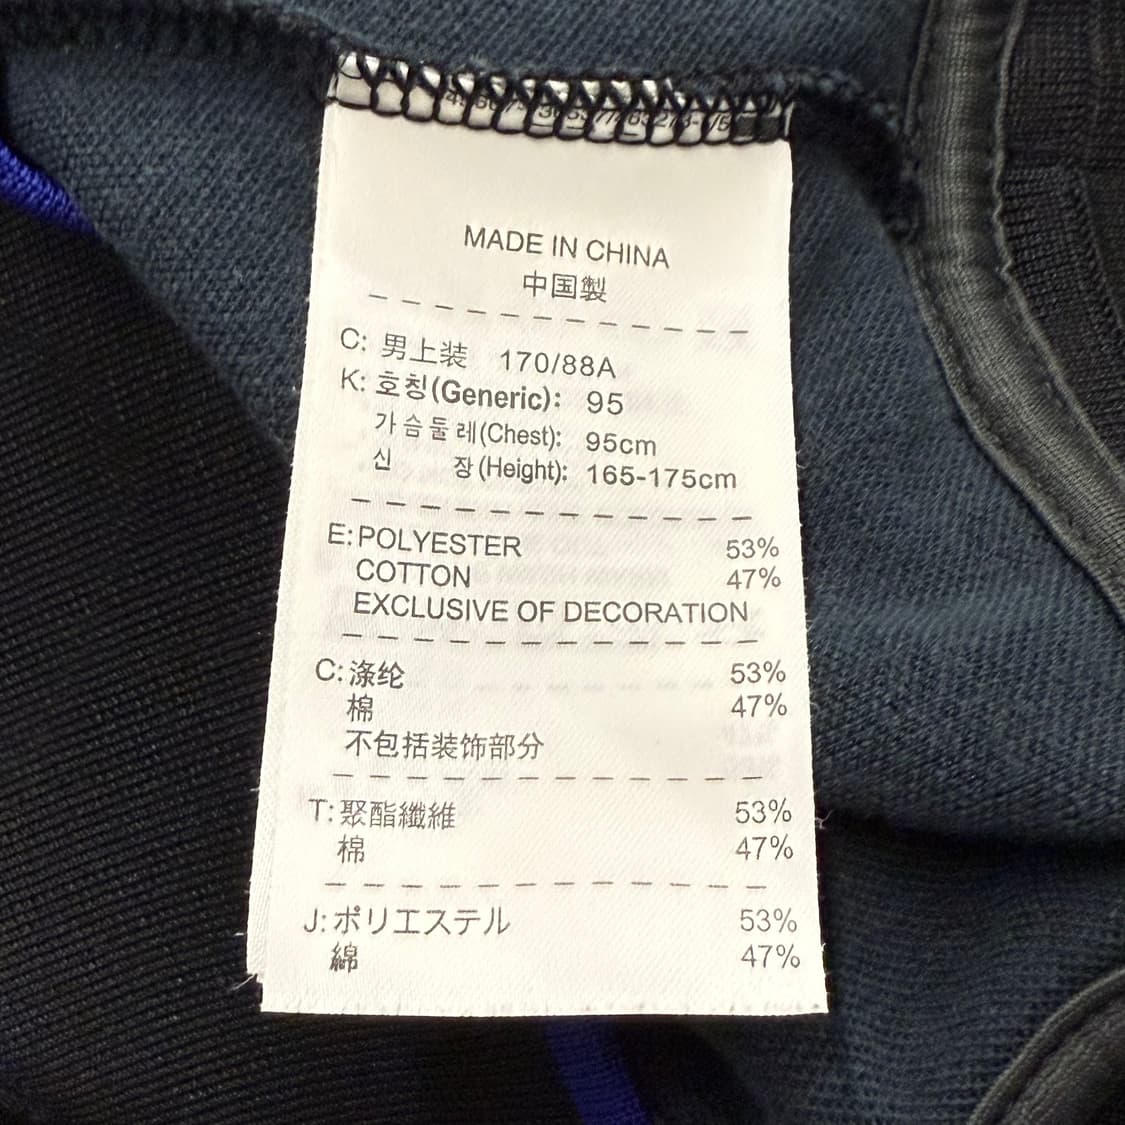 MADE IN CHINA
中国製
C: 男上装 170/88A
K: 호칭(Generic): 95
가슴둘레(Chest): 95cm
신 장(Height): 165-175cm
E: POLYESTER 53%
COTTON 47%
EXCLUSIVE OF DECORATION
C: 涤纶 53%
棉 47%
不包括装饰部分
T: 聚酯纖維 53%
棉 47%
J: ポリエステル 53%
綿 47%